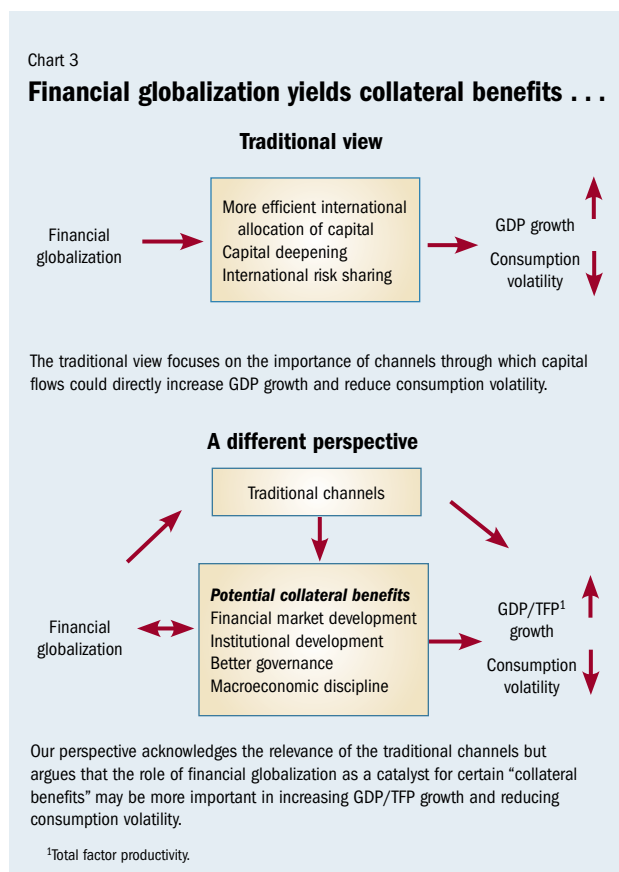 Chart 3
Financial globalization yields collateral benefits . . .
Traditional view
Financial
globalization
More efficient international
allocation of capital
Capital deepening
International risk sharing
GDP growth
Consumption
volatility
The traditional view focuses on the importance of channels through which capital
flows could directly increase GDP growth and reduce consumption volatility.
A different perspective
Traditional channels
Financial
globalization
Potential collateral benefits
Financial market development
Institutional development
Better governance
Macroeconomic discipline
GDP/TFP¹
growth
Consumption
volatility
Our perspective acknowledges the relevance of the traditional channels but
argues that the role of financial globalization as a catalyst for certain “collateral
benefits” may be more important in increasing GDP/TFP growth and reducing
consumption volatility.
¹Total factor productivity.